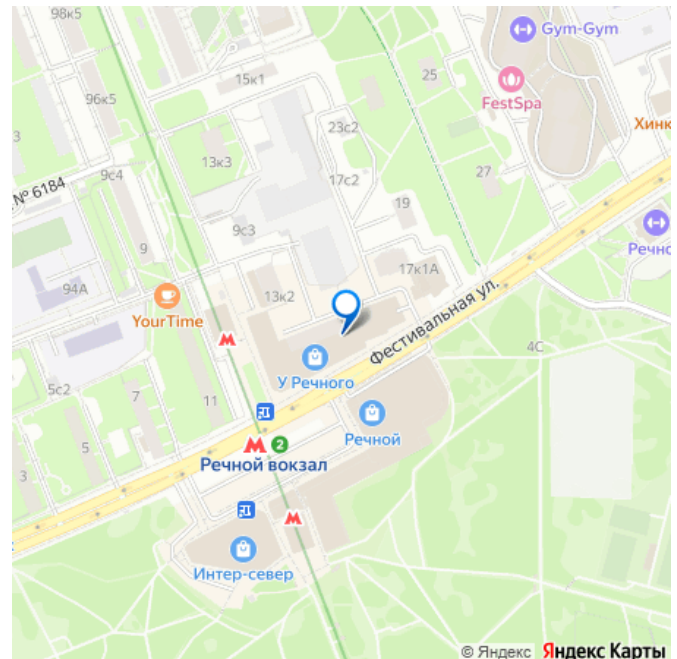 98к5
Gym-Gym
15к1
25
FestSpa
96к5
23с2
Хинк
3
13к3
17с2
27
№ 6184
9с4
19
9с3
9
Речно
17к1А
94А
13к2
YourTime
Фестивальная ул.
4С
У Речного
5с2
7
11
Речной
5
2
3
Речной вокзал
Интер-север
© Яндекс Яндекс Карты